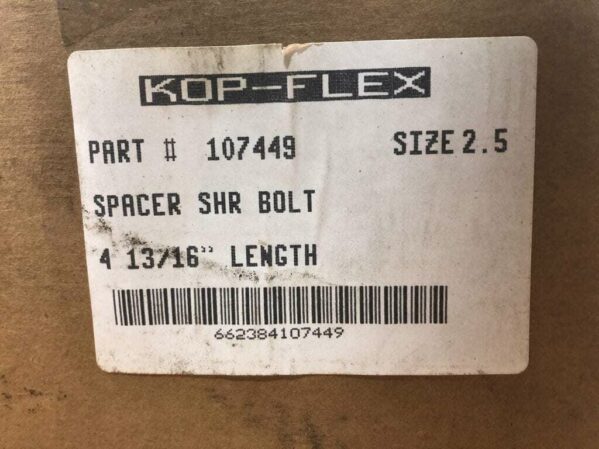 KOP-FLEX
PART # 107449 SIZE 2.5
SPACER SHR BOLT
4 13/16" LENGTH
662384107449